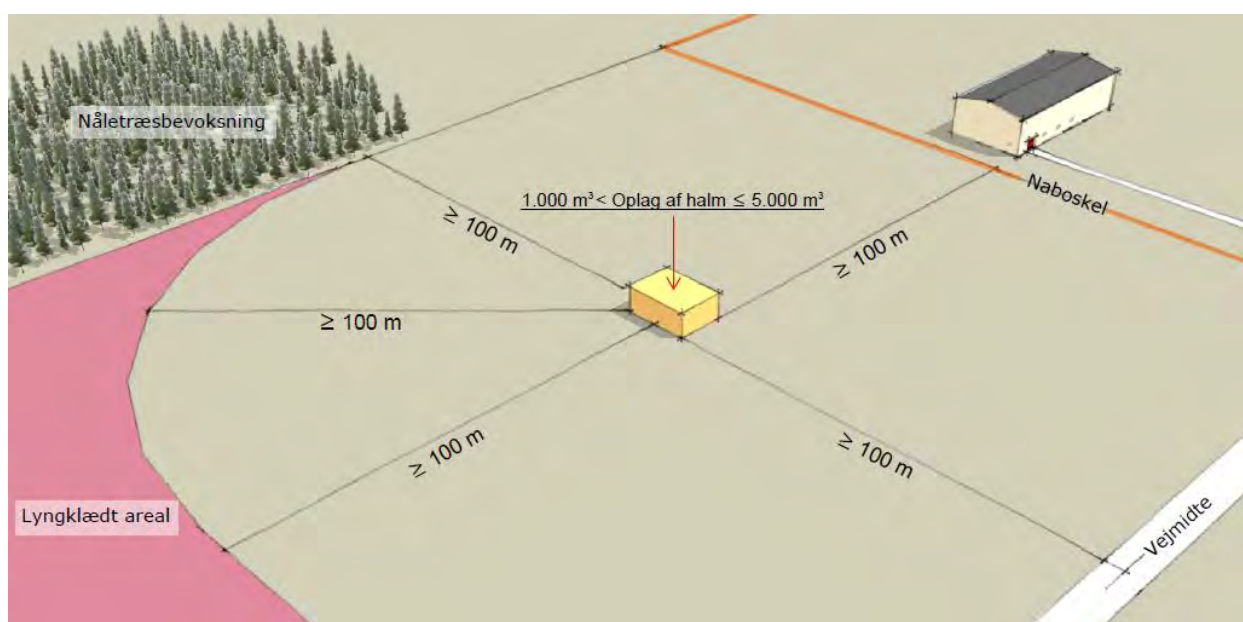 Nåletræsbevoksning
1.000 m³ < Oplag af halm ≤ 5.000 m³
Naboskel
≥ 100 m
≥ 100 m
≥ 100 m
≥ 100 m
≥ 100 m
Lyngklædt areal
Vejmidte